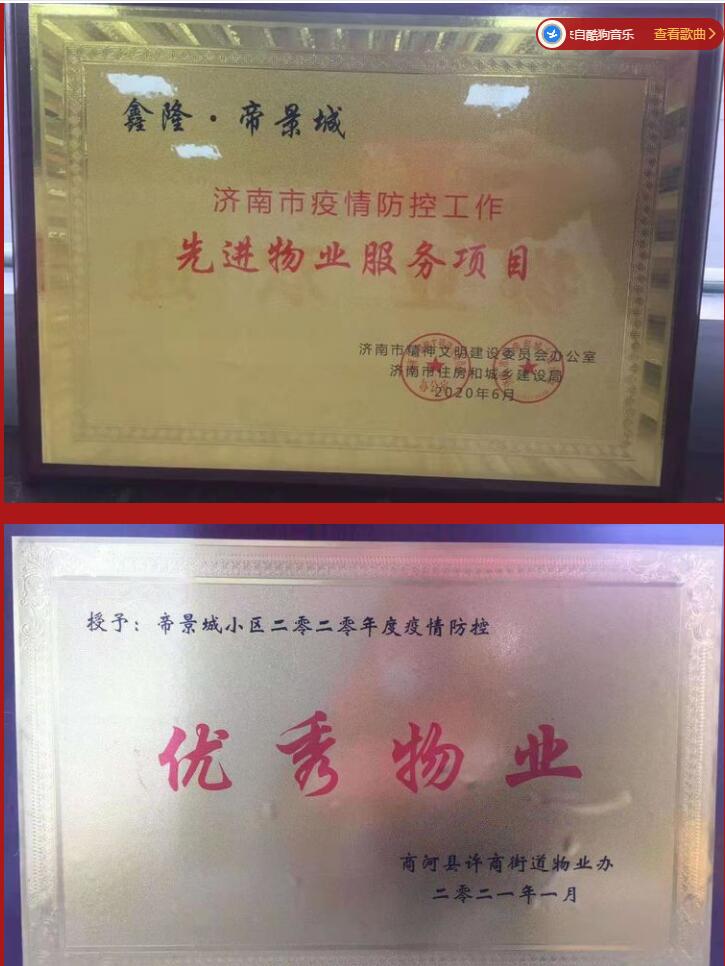 自酷狗音乐 查看歌曲
鑫隆·帝景城
济南市疫情防控工作
先进物业服务项目
济南市精神文明建设委员会办公室
济南市住房和城乡建设局
2020年6月
授予：帝景城小区二零二零年度疫情防控
优秀物业
商河县许商街道物业办
二零二一年一月